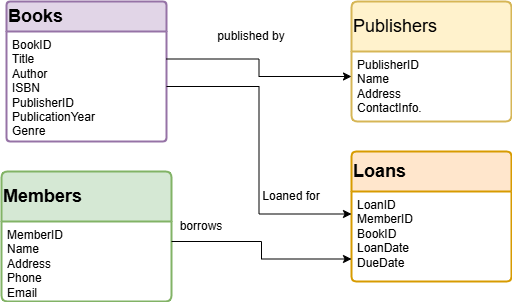 Books
BookID
Title
Author
ISBN
PublisherID
PublicationYear
Genre
published by
Publishers
PublisherID
Name
Address
ContactInfo.
Loaned for
Members
MemberID
Name
Address
Phone
Email
borrows
Loans
LoanID
MemberID
BookID
LoanDate
DueDate